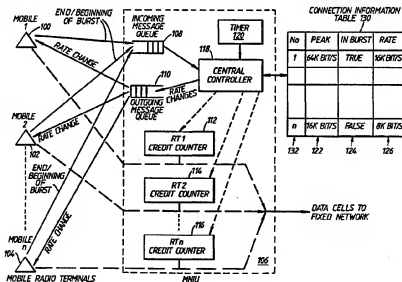 MOBILE
1
100
END/
BEGINNING
OF BURST
RATE CHANGE
INCOMING
MESSAGE
QUEUE
108
110
OUTGOING
MESSAGE
QUEUE
RATE
CHANGES
TIMER
120
118
CENTRAL
CONTROLLER
CONNECTION INFORMATION
TABLE 130
No PEAK IN BURST RATE
1 64K BIT/S TRUE 16K BIT/S
n 16K BIT/S FALSE 8K BIT/S
132 122 124 126
MOBILE
2
RATE CHANGE
102
END/
BEGINNING
OF BURST
RATE CHANGE
112
RT1
CREDIT COUNTER
114
RT2
CREDIT COUNTER
116
RTn
CREDIT COUNTER
106
DATA CELLS TO
FIXED NETWORK
MOBILE
n
104
MOBILE RADIO TERMINALS
MNIU